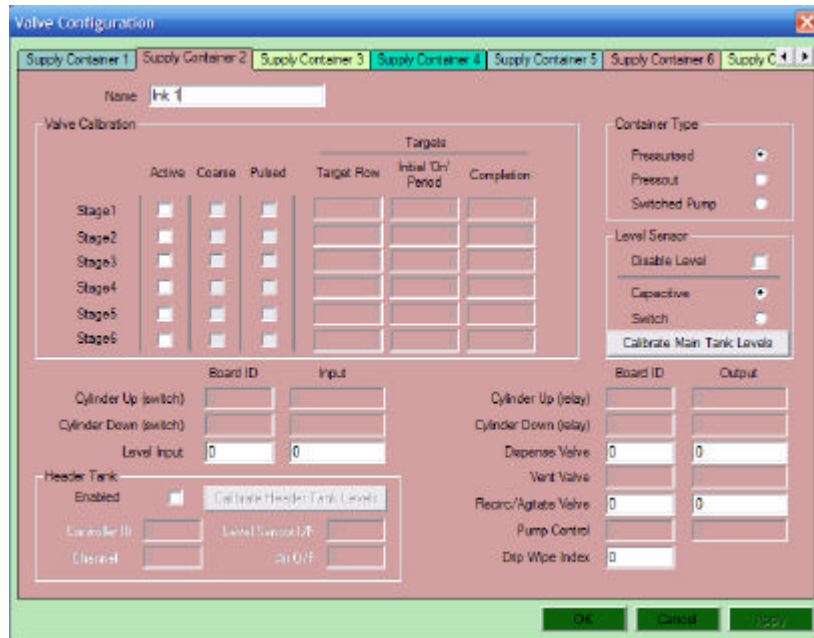 Valve Configuration
Supply Container 1 Supply Container 2 Supply Container 3 Supply Container 4 Supply Container 5 Supply Container 6 Supply C
Name Ink 1
Valve Calibration
Targets
Active Coarse Pulsed Target Flow Initial 'On' Period Completion
Stage1
Stage2
Stage3
Stage4
Stage5
Stage6
Container Type
Pressurised
Pressout
Switched Pump
Level Sensor
Disable Level
Capacitive
Switch
Calibrate Main Tank Levels
Board ID Input
Cylinder Up (switch)
Cylinder Down (switch)
Level Input 0 0
Header Tank
Enabled Calibrate Header Tank Levels
Controller ID Level Sensor I/P
Channel Air O/P
Board ID Output
Cylinder Up (relay)
Cylinder Down (relay)
Dispense Valve 0 0
Vent Valve
Recirc/Agitate Valve 0 0
Pump Control
Drip Wipe Index 0
OK Cancel Apply